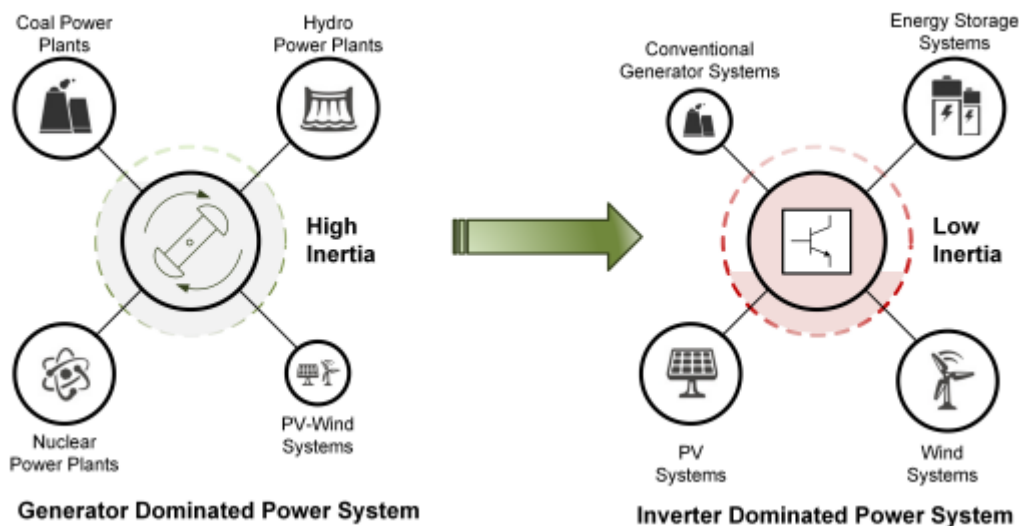 Coal Power
Plants
Hydro
Power Plants
High
Inertia
Nuclear
Power Plants
PV-Wind
Systems
Generator Dominated Power System
Conventional
Generator Systems
Energy Storage
Systems
Low
Inertia
PV
Systems
Wind
Systems
Inverter Dominated Power System